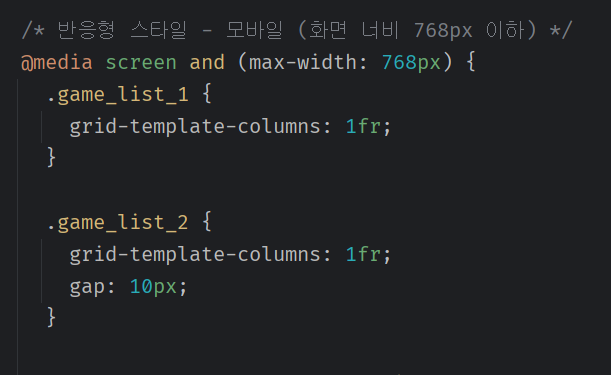 /* 반응형 스타일 - 모바일 (화면 너비 768px 이하) */
@media screen and (max-width: 768px) {
  .game_list_1 {
    grid-template-columns: 1fr;
  }

  .game_list_2 {
    grid-template-columns: 1fr;
    gap: 10px;
  }